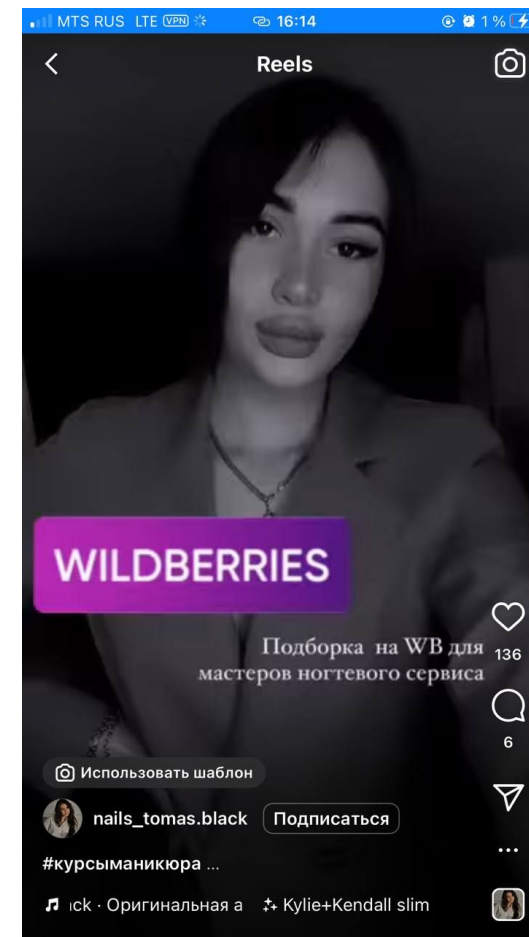 MTS RUS LTE VPN 16:14 1 %
Reels
WILDBERRIES
Подборка на WB для
мастеров ногтевого сервиса
136
6
Использовать шаблон
nails_tomas.black Подписаться
#курсыманикюра ...
ck · Оригинальная а Kylie+Kendall slim